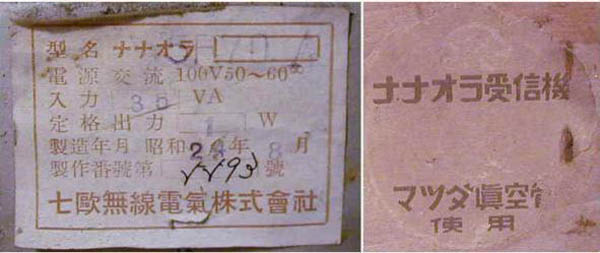 型名 ナナオラ
電源 交流 100V50～60∞
入力 36 VA
定格出力 1 W
製造年月 昭和 24年 8月
製作番號第 號
七歐無線電氣株式會社
ナナオラ受信機
マツダ眞空管
使用